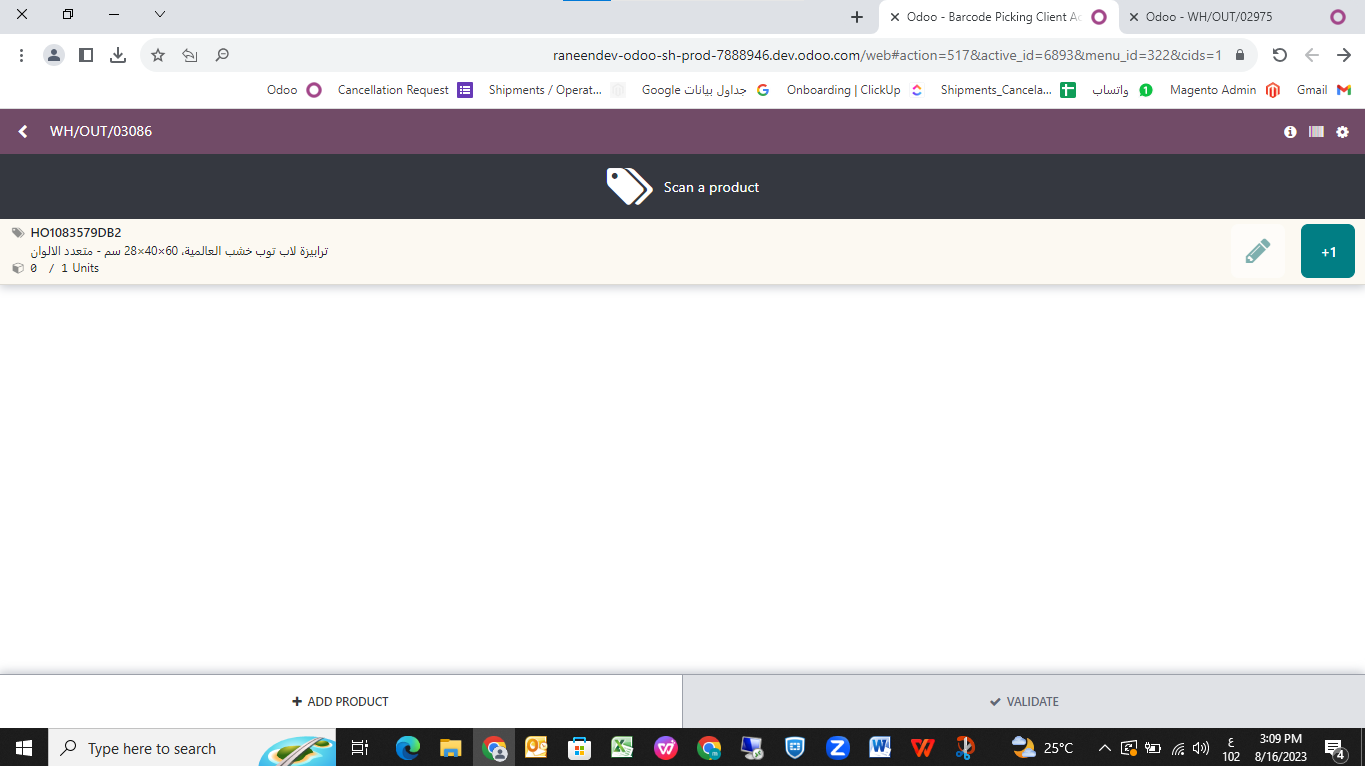 Odoo - Barcode Picking Client Ac
Odoo - WH/OUT/02975
raneendev-odoo-sh-prod-7888946.dev.odoo.com/web#action=517&active_id=6893&menu_id=322&cids=1
Odoo
Cancellation Request
Shipments / Operat...
جداول بيانات Google
Onboarding | ClickUp
Shipments_Cancela...
واتساب
1
Magento Admin
Gmail
WH/OUT/03086
Scan a product
HO1083579DB2
ترابيزة لاب توب خشب العالمية، 60×40×28 سم - متعدد الالوان
0 / 1 Units
+1
ADD PRODUCT
VALIDATE
Type here to search
25°C
ع
102
3:09 PM
8/16/2023
4